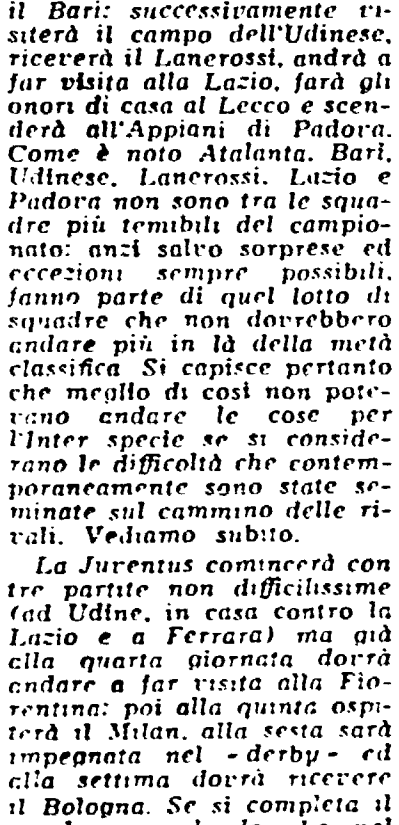 il Bari: successivamente vi-
siterà il campo dell'Udinese,
riceverà il Lanerossi, andrà a
far visita alla Lazio, farà gli
onori di casa al Lecco e scen-
derà all'Appiani di Padova.
Come è noto Atalanta, Bari,
Udinese, Lanerossi, Lazio e
Padova non sono tra le squa-
dre più temibili del campio-
nato: anzi salvo sorprese ed
eccezioni sempre possibili,
fanno parte di quel lotto di
squadre che non dovrebbero
andare più in là della metà
classifica Si capisce pertanto
che meglio di così non pote-
vano andare le cose per
l'Inter specie se si conside-
rano le difficoltà che contem-
poraneamente sono state se-
minate sul cammino delle ri-
vali. Vediamo subito.
La Juventus comincerà con
tre partite non difficilissime
(ad Udine, in casa contro la
Lazio e a Ferrara) ma già
alla quarta giornata dovrà
andare a far visita alla Fio-
rentina: poi alla quinta ospi-
terà il Milan, alla sesta sarà
impegnata nel - derby - ed
alla settima dovrà ricevere
il Bologna. Se si completa il